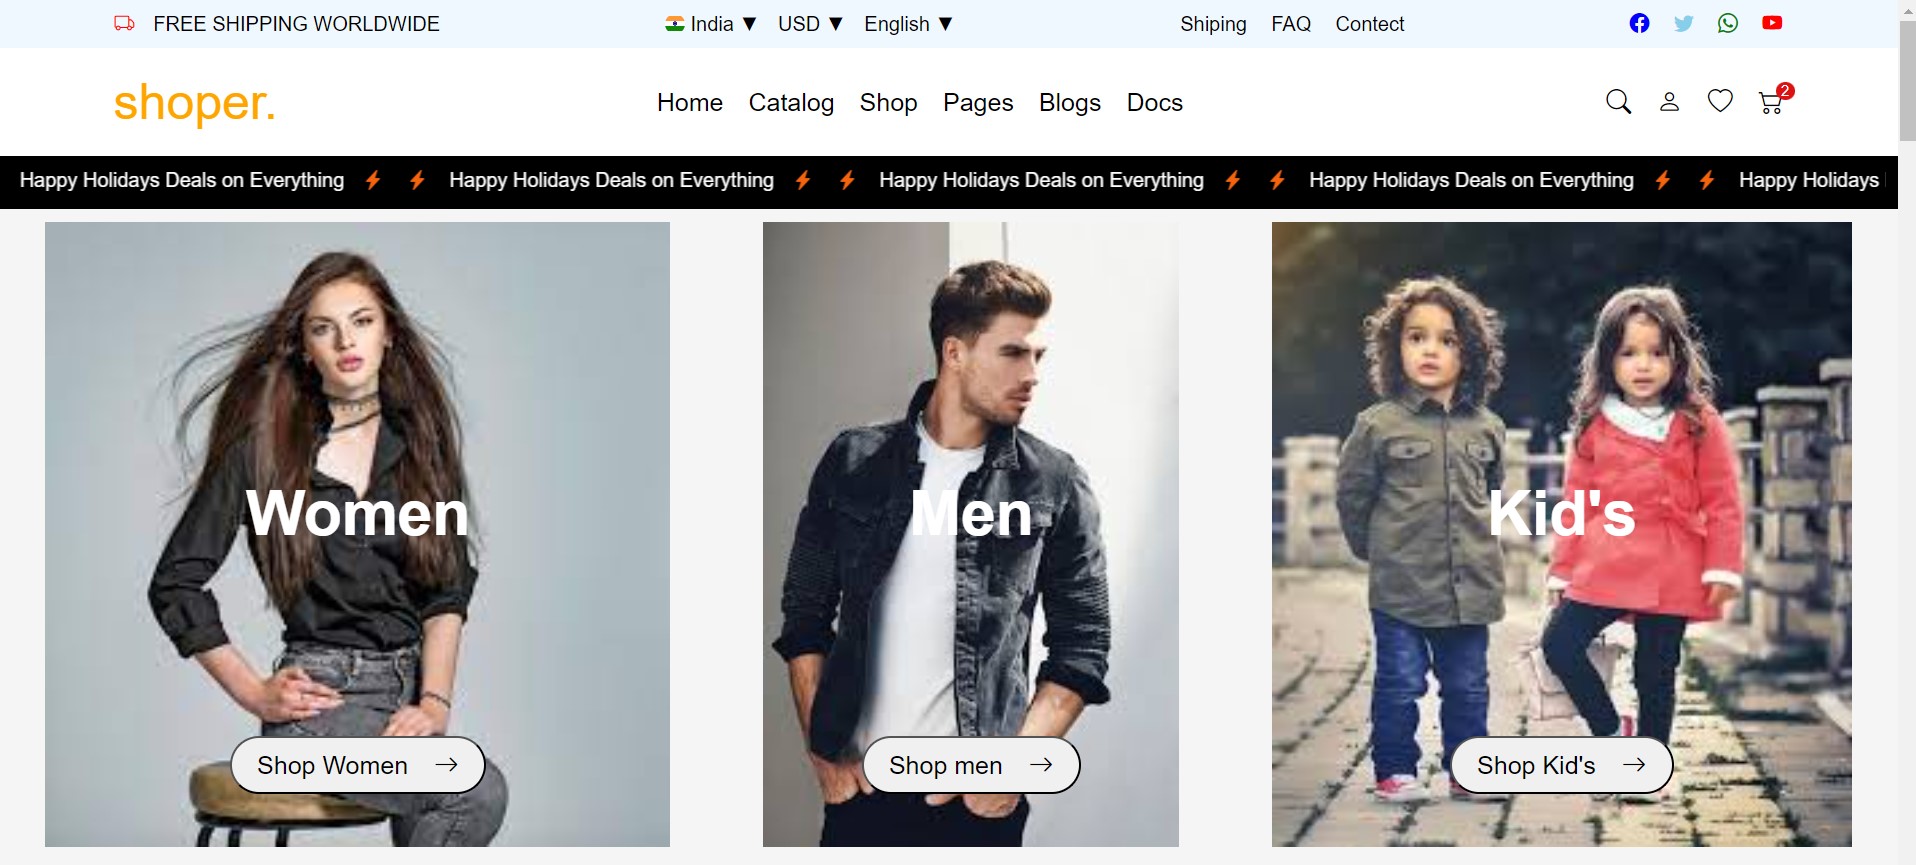 FREE SHIPPING WORLDWIDE India ▼ USD ▼ English ▼ Shiping FAQ Contect
shoper. Home Catalog Shop Pages Blogs Docs 2
Happy Holidays Deals on Everything Happy Holidays Deals on Everything Happy Holidays Deals on Everything Happy Holidays Deals on Everything Happy Holidays
Women Men Kid's
Shop Women → Shop men → Shop Kid's →